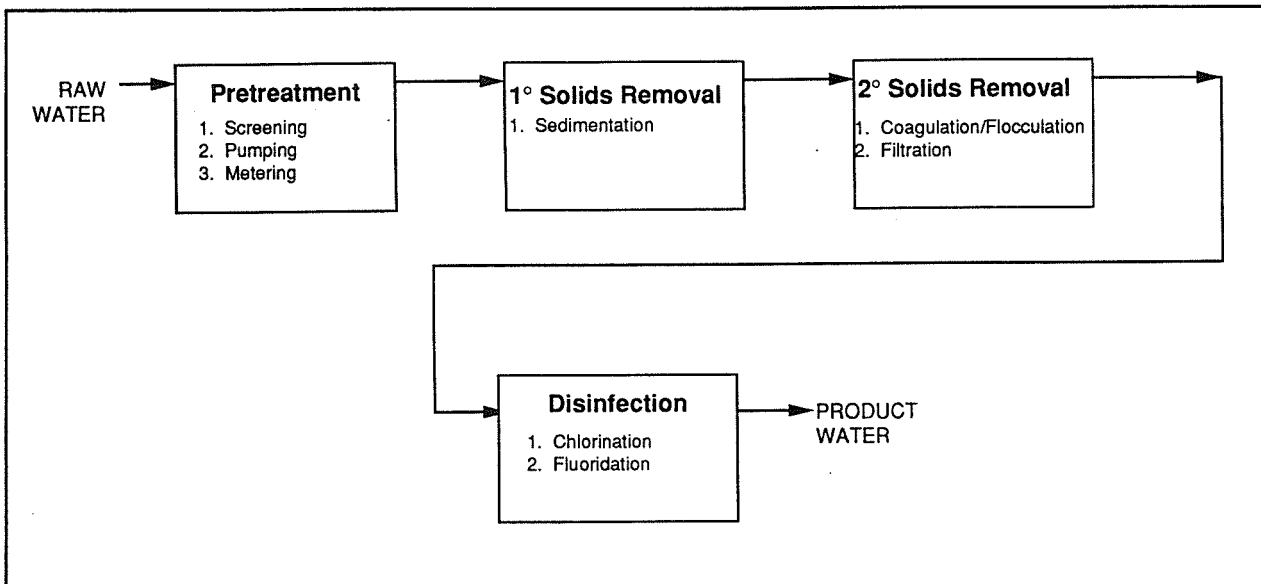 RAW
WATER
Pretreatment
1. Screening
2. Pumping
3. Metering
1° Solids Removal
1. Sedimentation
2° Solids Removal
1. Coagulation/Flocculation
2. Filtration
Disinfection
1. Chlorination
2. Fluoridation
PRODUCT
WATER